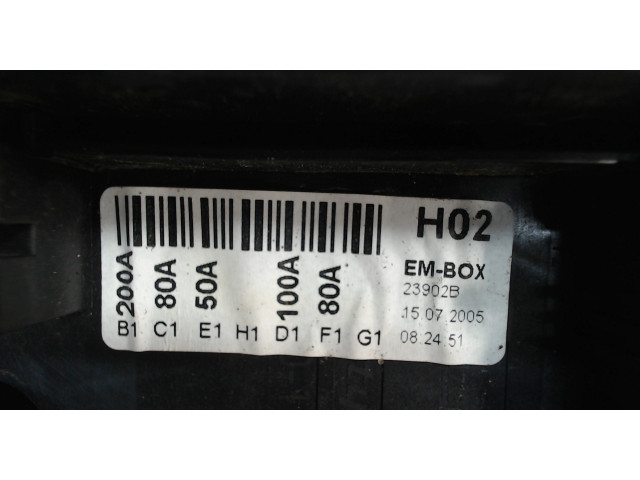 H02
EM-BOX
23902B
15.07.2005
08:24 51
200A 80A 50A 100A 80A
B1 C1 E1 H1 D1 F1 G1